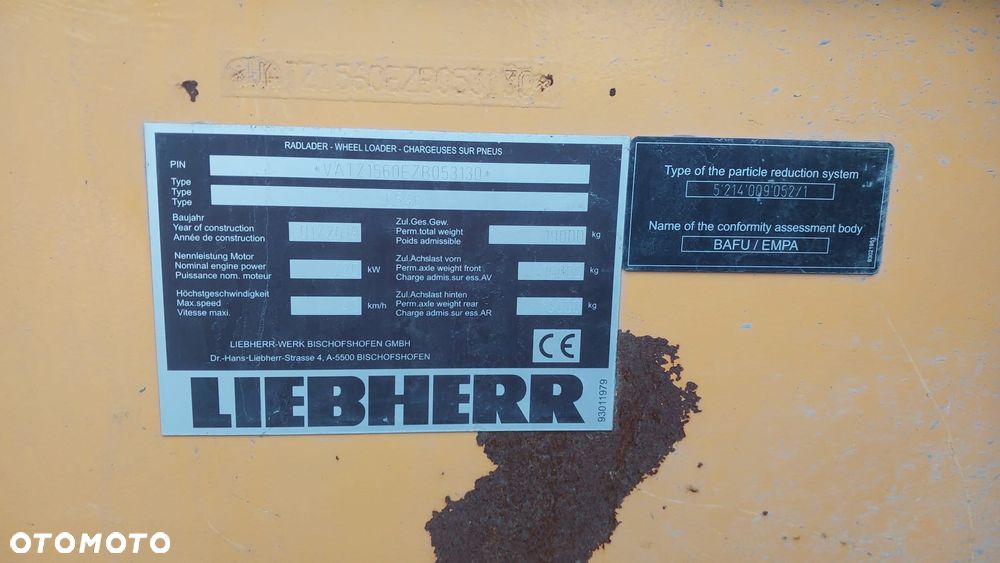 RADLADER - WHEEL LOADER - CHARGEUSES SUR PNEUS
PIN *VATZ1560EZB053130*
Type
Type
Type
Baujahr
Year of construction
Année de construction
Nennleistung Motor
Nominal engine power kW
Puissance nom. moteur
Höchstgeschwindigkeit
Max.speed km/h
Vitesse maxi.
Zul.Ges.Gew.
Perm.total weight kg
Poids admissible
Zul.Achslast vorn
Perm.axle weight front kg
Charge admis.sur ess.AV
Zul.Achslast hinten
Perm.axle weight rear kg
Charge admis.sur ess.AR
LIEBHERR-WERK BISCHOFSHOFEN GMBH
Dr.-Hans-Liebherr-Strasse 4, A-5500 BISCHOFSHOFEN
CE
LIEBHERR
93011979
Type of the particle reduction system
5'214'009'052/1
Name of the conformity assessment body
BAFU / EMPA
OTOMOTO